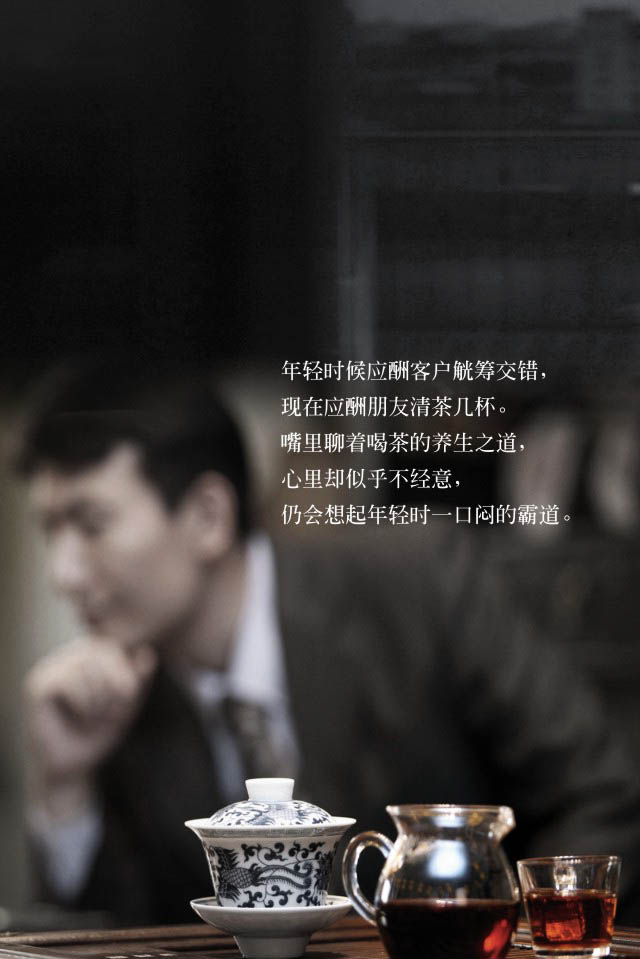 年轻时候应酬客户觥筹交错，
现在应酬朋友清茶几杯。
嘴里聊着喝茶的养生之道，
心里却似乎不经意，
仍会想起年轻时一口闷的霸道。